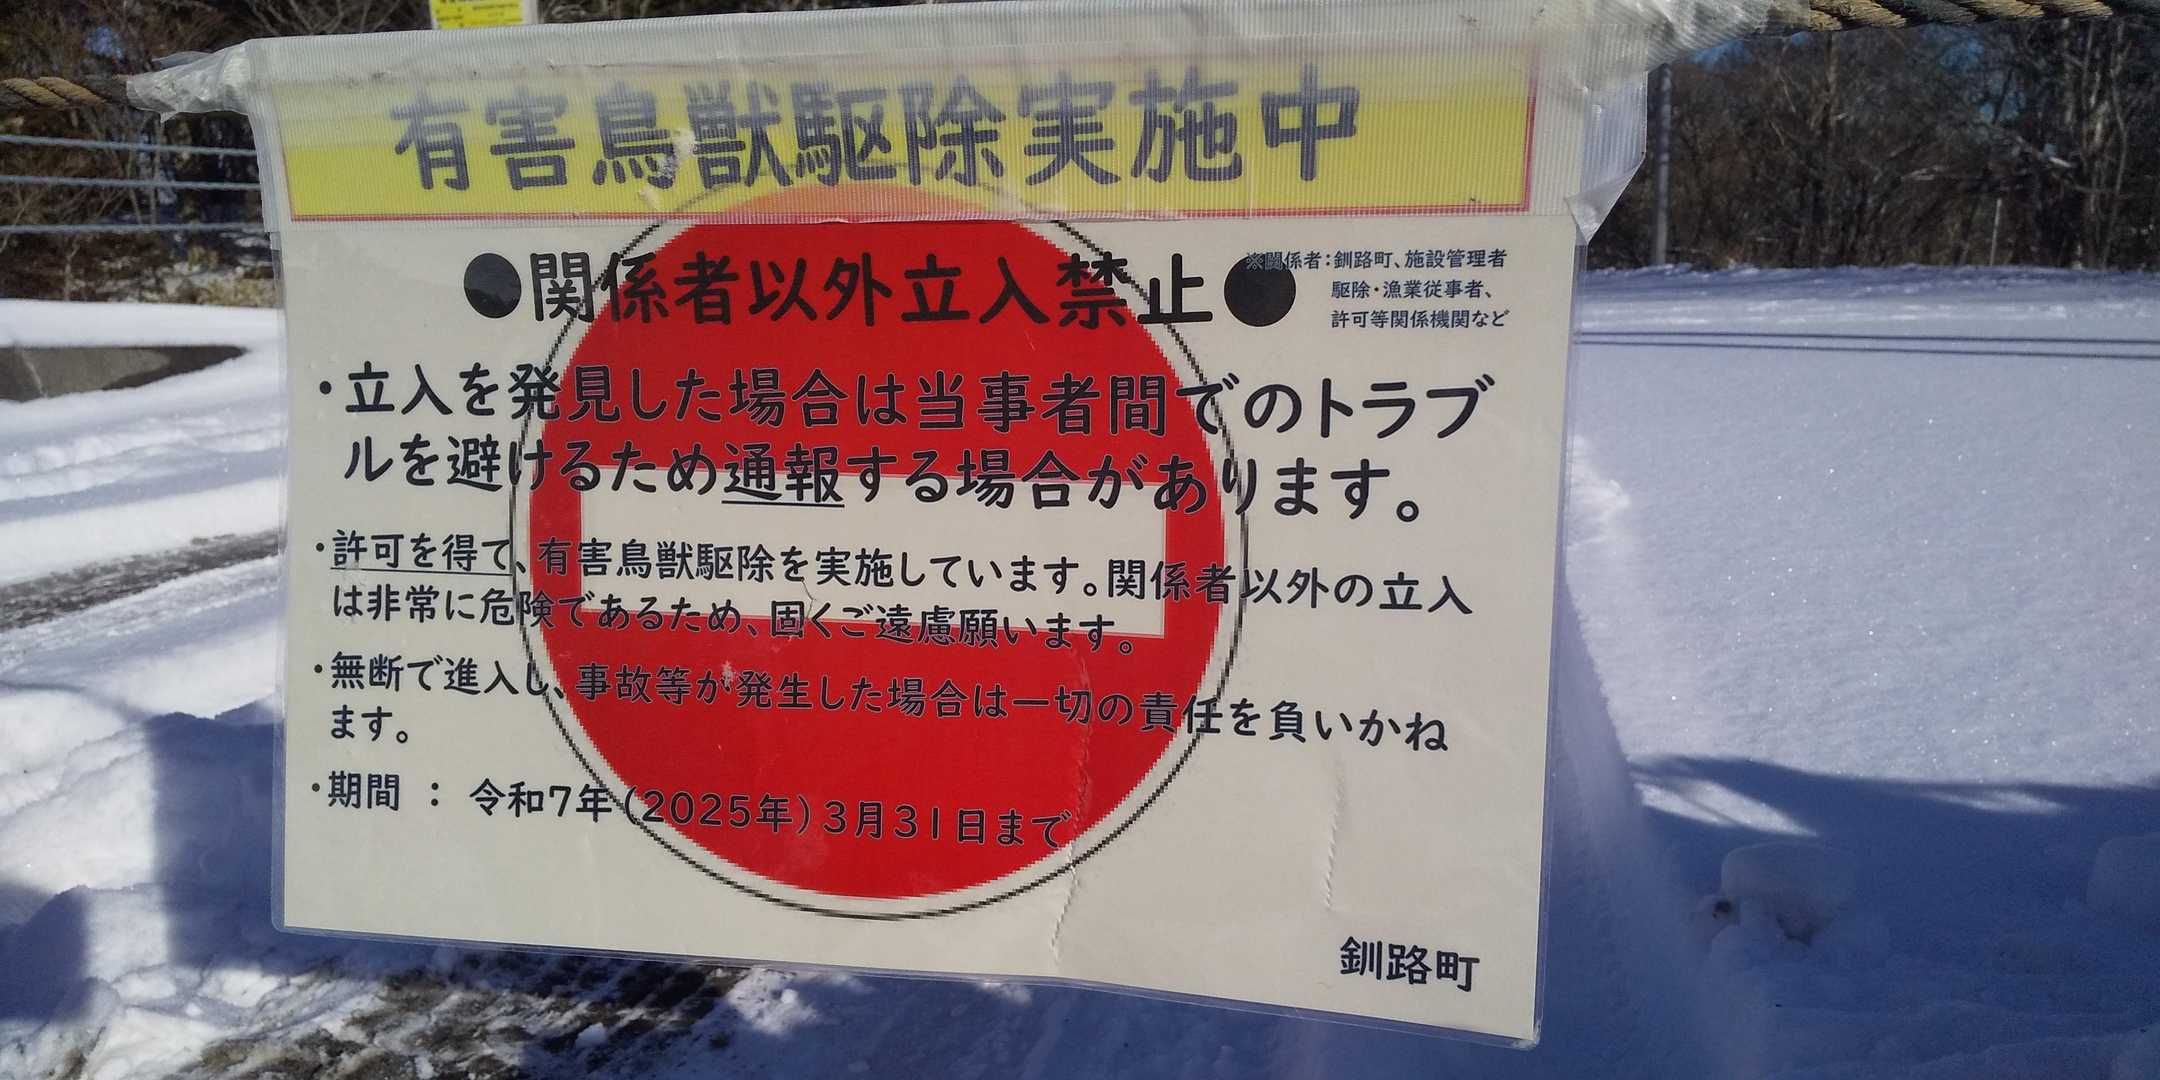 有害鳥獣駆除実施中
●関係者以外立入禁止●
※関係者：釧路町、施設管理者
駆除・漁業従事者、
許可等関係機関など
・立入を発見した場合は当事者間でのトラブ
ルを避けるため通報する場合があります。
・許可を得て、有害鳥獣駆除を実施しています。関係者以外の立入
は非常に危険であるため、固くご遠慮願います。
・無断で進入し、事故等が発生した場合は一切の責任を負いかね
ます。
・期間 ： 令和7年（2025年）3月31日まで
釧路町